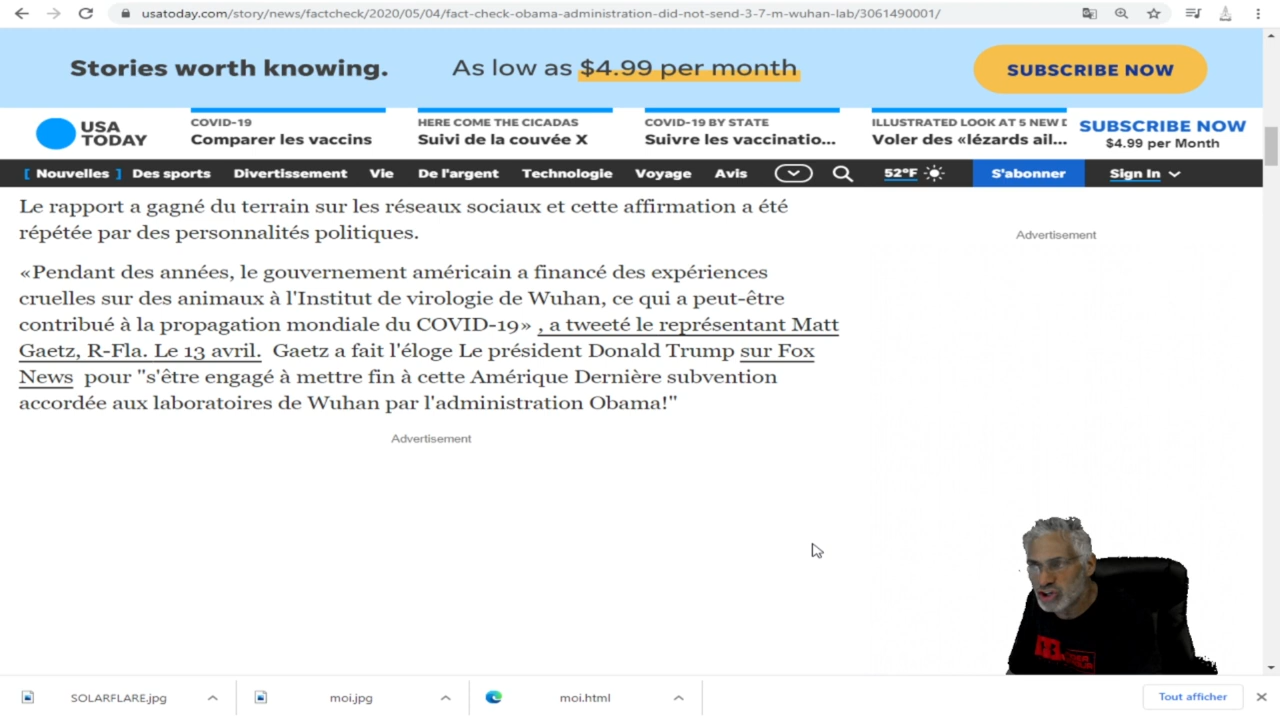 usatoday.com/story/news/factcheck/2020/05/04/fact-check-obama-administration-did-not-send-3-7-m-wuhan-lab/3061490001/
Stories worth knowing.
As low as $4.99 per month
SUBSCRIBE NOW
USA
TODAY
COVID-19
Comparer les vaccins
HERE COME THE CICADAS
Suivi de la couvée X
COVID-19 BY STATE
Suivre les vaccinatio...
ILLUSTRATED LOOK AT 5 NEW D
Voler des «lézards ail...
SUBSCRIBE NOW
$4.99 per Month
[ Nouvelles ] Des sports Divertissement Vie De l'argent Technologie Voyage Avis 52°F S'abonner Sign In
Le rapport a gagné du terrain sur les réseaux sociaux et cette affirmation a été
répétée par des personnalités politiques.
Advertisement
«Pendant des années, le gouvernement américain a financé des expériences
cruelles sur des animaux à l'Institut de virologie de Wuhan, ce qui a peut-être
contribué à la propagation mondiale du COVID-19» , a tweeté le représentant Matt
Gaetz, R-Fla. Le 13 avril. Gaetz a fait l'éloge Le président Donald Trump sur Fox
News pour "s'être engagé à mettre fin à cette Amérique Dernière subvention
accordée aux laboratoires de Wuhan par l'administration Obama!"
Advertisement
SOLARFLARE.jpg
moi.jpg
moi.html
Tout afficher